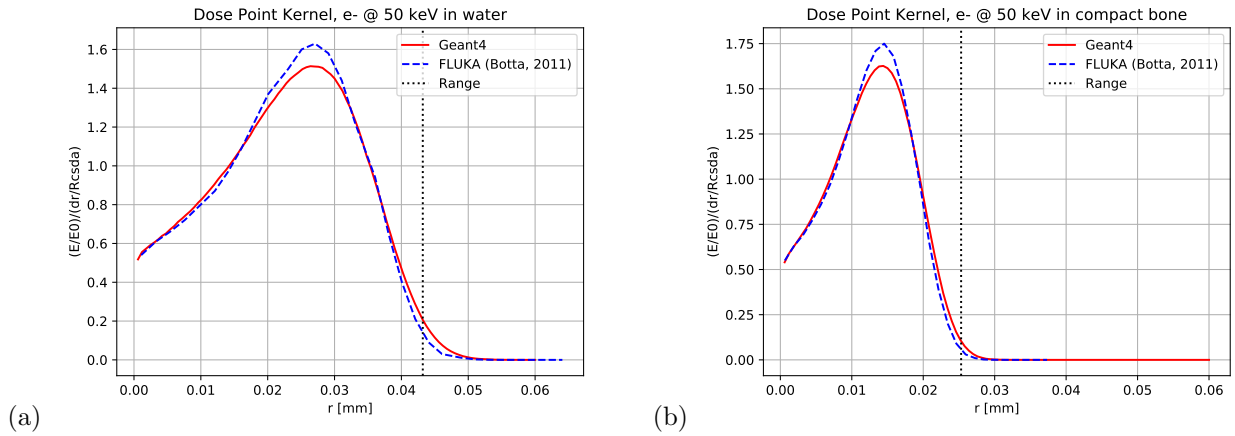 Dose Point Kernel, e- @ 50 keV in water
Geant4
FLUKA (Botta, 2011)
Range
(E/E0)/(dr/Rcsda)
1.6
1.4
1.2
1.0
0.8
0.6
0.4
0.2
0.0
0.00 0.01 0.02 0.03 0.04 0.05 0.06
r [mm]
(a)
Dose Point Kernel, e- @ 50 keV in compact bone
Geant4
FLUKA (Botta, 2011)
Range
(E/E0)/(dr/Rcsda)
1.75
1.50
1.25
1.00
0.75
0.50
0.25
0.00
0.00 0.01 0.02 0.03 0.04 0.05 0.06
r [mm]
(b)